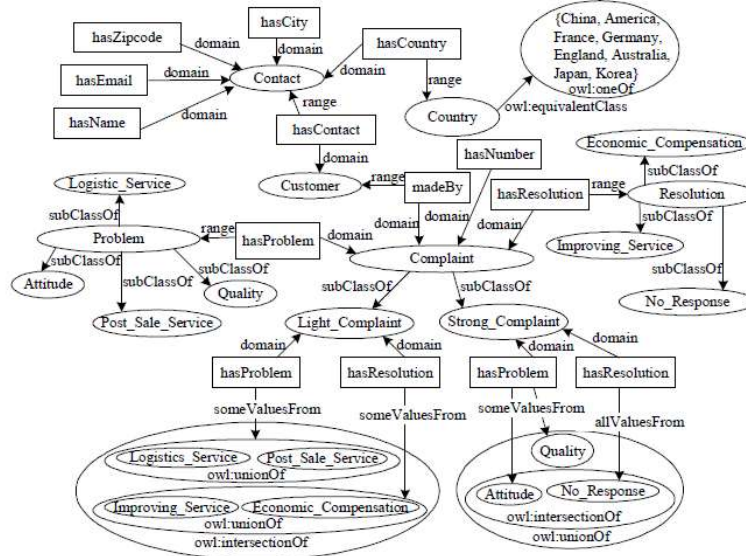 hasCity
{China, America,
France, Germany,
England, Australia,
Japan, Korea}
owl:oneOf
hasZipcode
domain
domain
hasCountry
hasEmail
domain
Contact
domain
range
owl:equivalentClass
hasName
domain
range
Country
hasContact
hasNumber
Economic_Compensation
domain
Logistic_Service
Customer
range
madeBy
hasResolution
range
subClassOf
Resolution
subClassOf
domain
domain
domain
domain
subClassOf
Problem
range
hasProblem
domain
Complaint
Improving_Service
subClassOf
subClassOf
subClassOf
subClassOf
Attitude
Quality
subClassOf
subClassOf
No_Response
Post_Sale_Service
Light_Complaint
Strong_Complaint
domain
domain
domain
domain
hasProblem
hasResolution
hasProblem
hasResolution
someValuesFrom
someValuesFrom
someValuesFrom
allValuesFrom
Logistics_Service
Post_Sale_Service
owl:unionOf
Quality
Improving_Service
Economic_Compensation
owl:unionOf
owl:intersectionOf
Attitude
No_Response
owl:intersectionOf
owl:unionOf